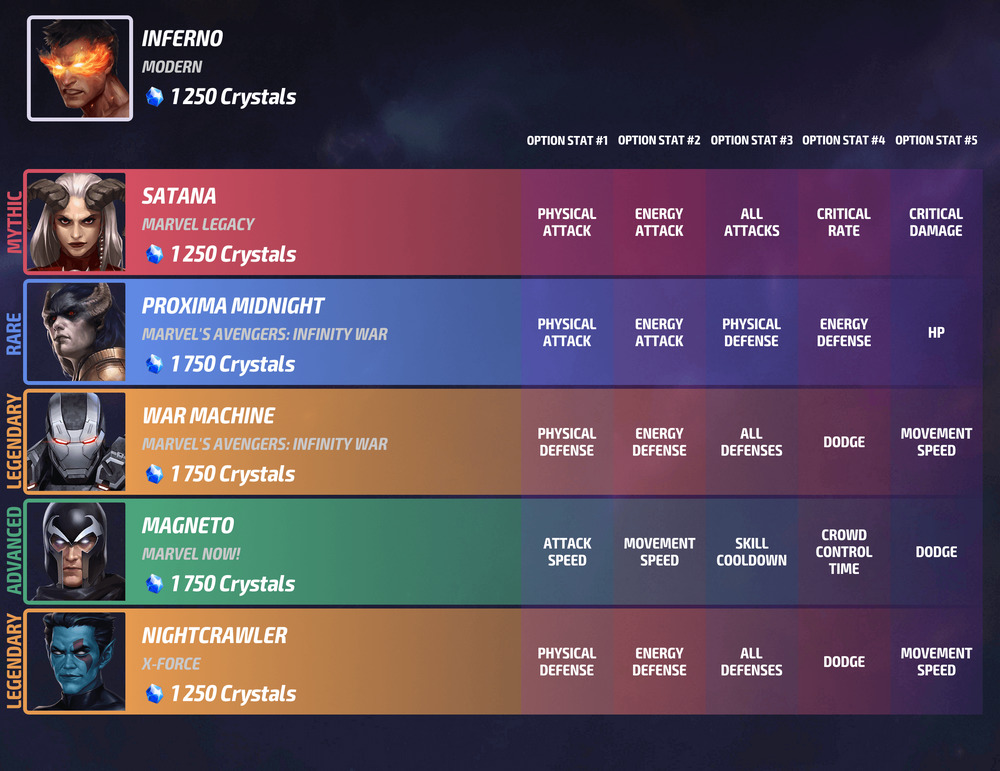 INFERNO
MODERN
1 250 Crystals
OPTION STAT #1 OPTION STAT #2 OPTION STAT #3 OPTION STAT #4 OPTION STAT #5
MYTHIC
SATANA
MARVEL LEGACY
1 250 Crystals
PHYSICAL
ATTACK
ENERGY
ATTACK
ALL
ATTACKS
CRITICAL
RATE
CRITICAL
DAMAGE
RARE
PROXIMA MIDNIGHT
MARVEL'S AVENGERS: INFINITY WAR
1 750 Crystals
PHYSICAL
ATTACK
ENERGY
ATTACK
PHYSICAL
DEFENSE
ENERGY
DEFENSE
HP
LEGENDARY
WAR MACHINE
MARVEL'S AVENGERS: INFINITY WAR
1 750 Crystals
PHYSICAL
DEFENSE
ENERGY
DEFENSE
ALL
DEFENSES
DODGE
MOVEMENT
SPEED
ADVANCED
MAGNETO
MARVEL NOW!
1 750 Crystals
ATTACK
SPEED
MOVEMENT
SPEED
SKILL
COOLDOWN
CROWD
CONTROL
TIME
DODGE
LEGENDARY
NIGHTCRAWLER
X-FORCE
1 250 Crystals
PHYSICAL
DEFENSE
ENERGY
DEFENSE
ALL
DEFENSES
DODGE
MOVEMENT
SPEED